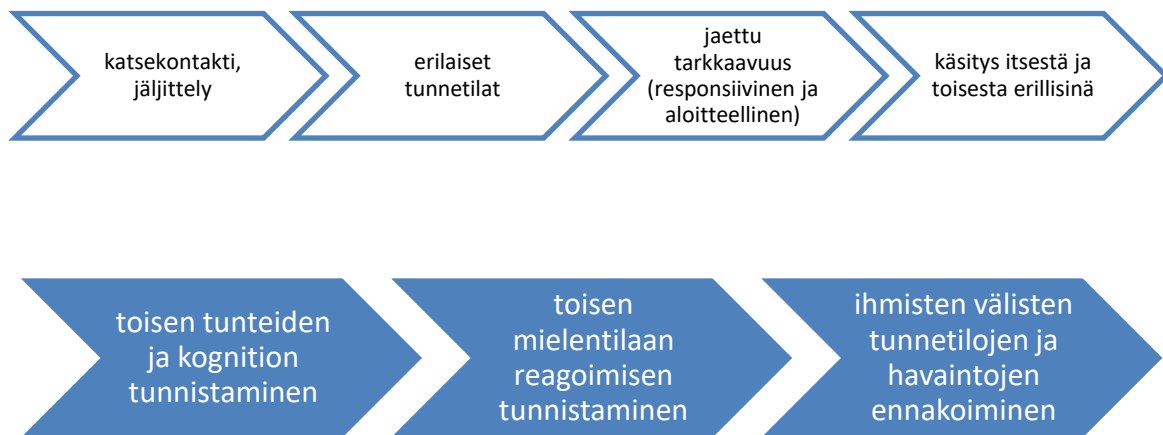 katsekontakti,
jäljittely
erilaiset
tunnetilat
jaettu
tarkkaavuus
(responsiivinen ja
aloitteellinen)
käsitys itsestä ja
toisesta erillisinä
toisen tunteiden
ja kognition
tunnistaminen
toisen
mielentilaan
reagoimisen
tunnistaminen
ihmisten välisten
tunnetilojen ja
havaintojen
ennakoiminen